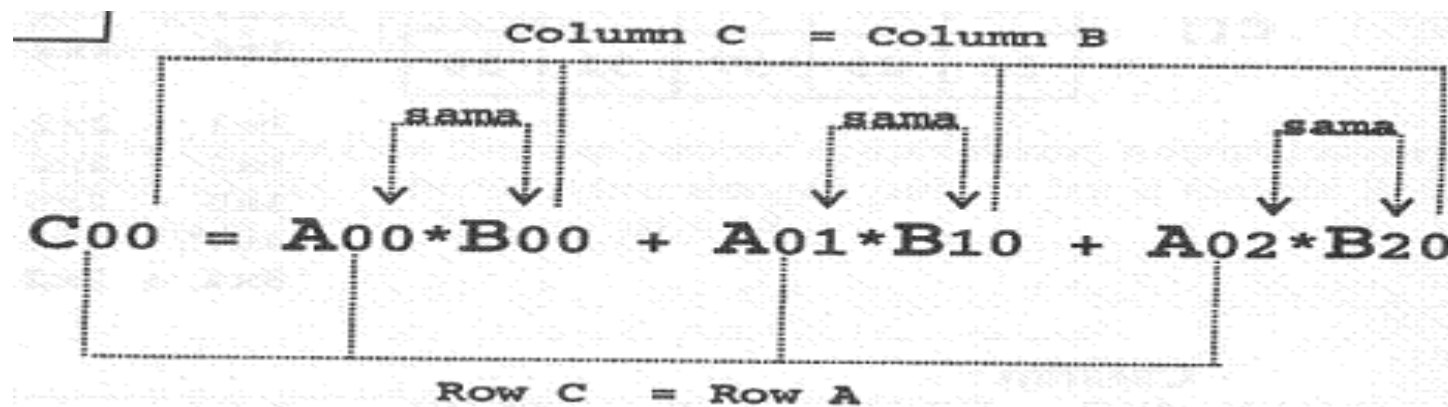 Column C = Column B
sama sama sama
C00 = A00*B00 + A01*B10 + A02*B20
Row C = Row A